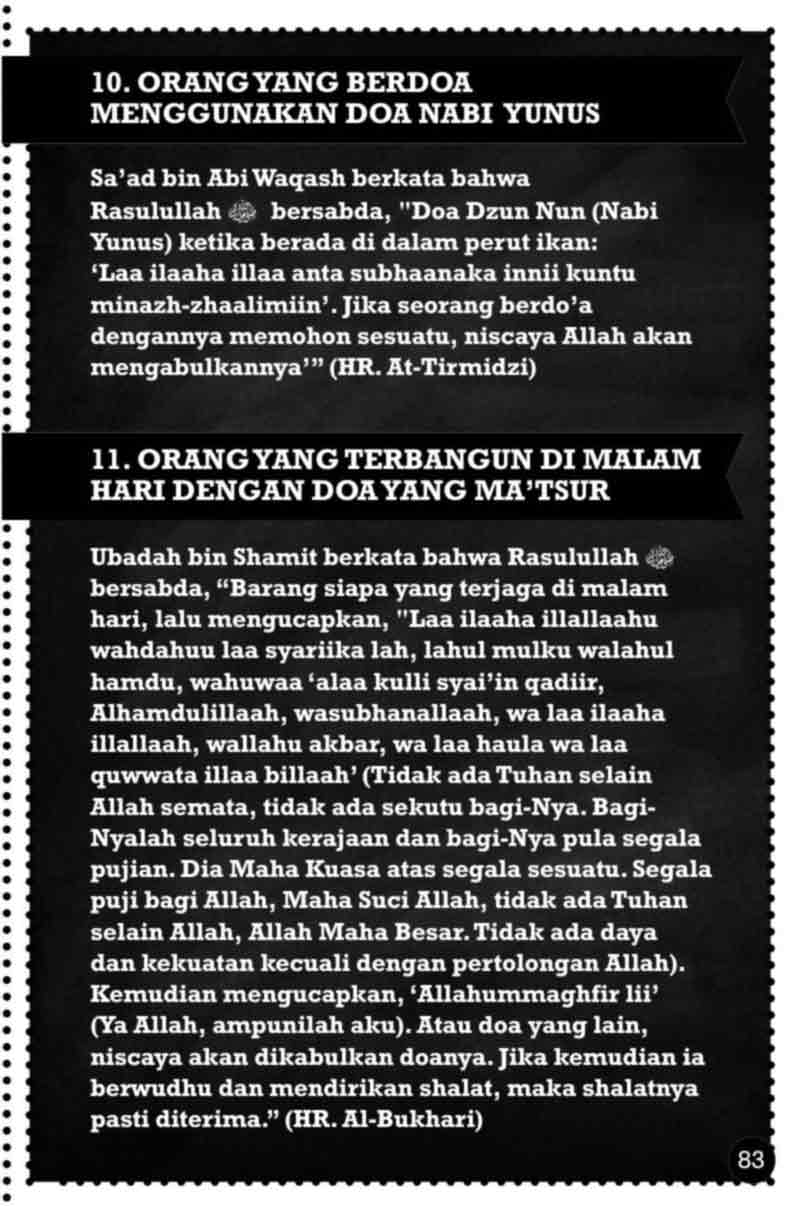 10. ORANG YANG BERDOA
MENGGUNAKAN DOA NABI YUNUS
Sa’ad bin Abi Waqash berkata bahwa
Rasulullah ﷺ bersabda, "Doa Dzun Nun (Nabi
Yunus) ketika berada di dalam perut ikan:
‘Laa ilaaha illaa anta subhaanaka innii kuntu
minazh-zhaalimiin’. Jika seorang berdo’a
dengannya memohon sesuatu, niscaya Allah akan
mengabulkannya’” (HR. At-Tirmidzi)
11. ORANG YANG TERBANGUN DI MALAM
HARI DENGAN DOA YANG MA’TSUR
Ubadah bin Shamit berkata bahwa Rasulullah ﷺ
bersabda, “Barang siapa yang terjaga di malam
hari, lalu mengucapkan, "Laa ilaaha illallaahu
wahdahuu laa syariika lah, lahul mulku walahul
hamdu, wahuwaa ‘alaa kulli syai’in qadiir,
Alhamdulillaah, wasubhanallaah, wa laa ilaaha
illallaah, wallahu akbar, wa laa haula wa laa
quwwata illaa billaah’ (Tidak ada Tuhan selain
Allah semata, tidak ada sekutu bagi-Nya. Bagi-
Nyalah seluruh kerajaan dan bagi-Nya pula segala
pujian. Dia Maha Kuasa atas segala sesuatu. Segala
puji bagi Allah, Maha Suci Allah, tidak ada Tuhan
selain Allah, Allah Maha Besar. Tidak ada daya
dan kekuatan kecuali dengan pertolongan Allah).
Kemudian mengucapkan, ‘Allahummaghfir lii’
(Ya Allah, ampunilah aku). Atau doa yang lain,
niscaya akan dikabulkan doanya. Jika kemudian ia
berwudhu dan mendirikan shalat, maka shalatnya
pasti diterima.” (HR. Al-Bukhari)
83